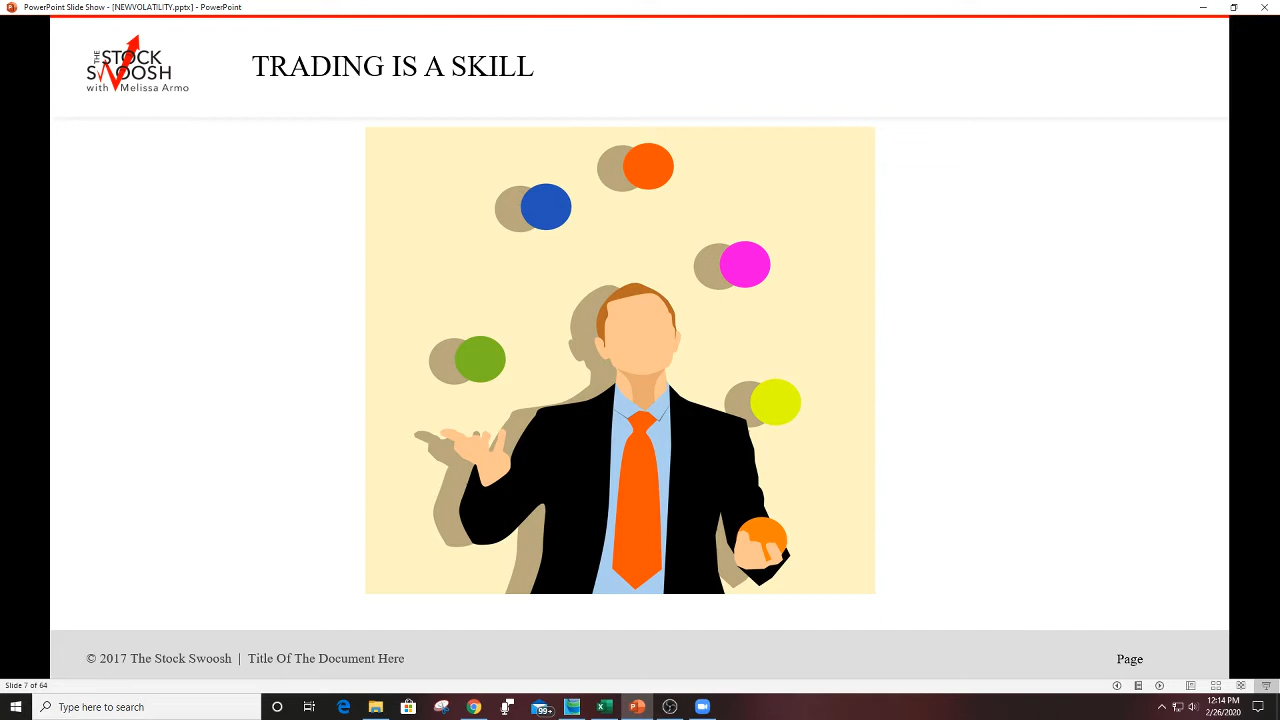 PowerPoint Slide Show - [NEWVOLATILITY.pptx] - PowerPoint
THE STOCK
SWOOSH
with Melissa Armo
TRADING IS A SKILL
© 2017 The Stock Swoosh | Title Of The Document Here
Page
Slide 7 of 64
Type here to search
99+
12:14 PM
2/26/2020